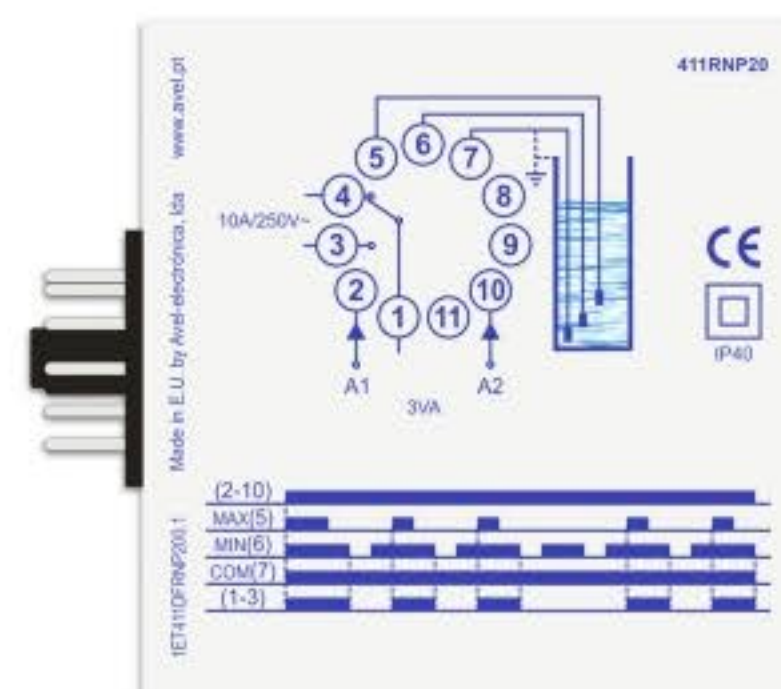 www.avel.pt
Made in E.U. by Avel-electrónica, lda
1ET411DFRNP200.1
411RNP20
5
6
7
4
8
10A/250V~
3
9
2
10
1
11
A1
A2
3VA
CE
IP40
(2-10)
MAX(5)
MIN(6)
COM(7)
(1-3)